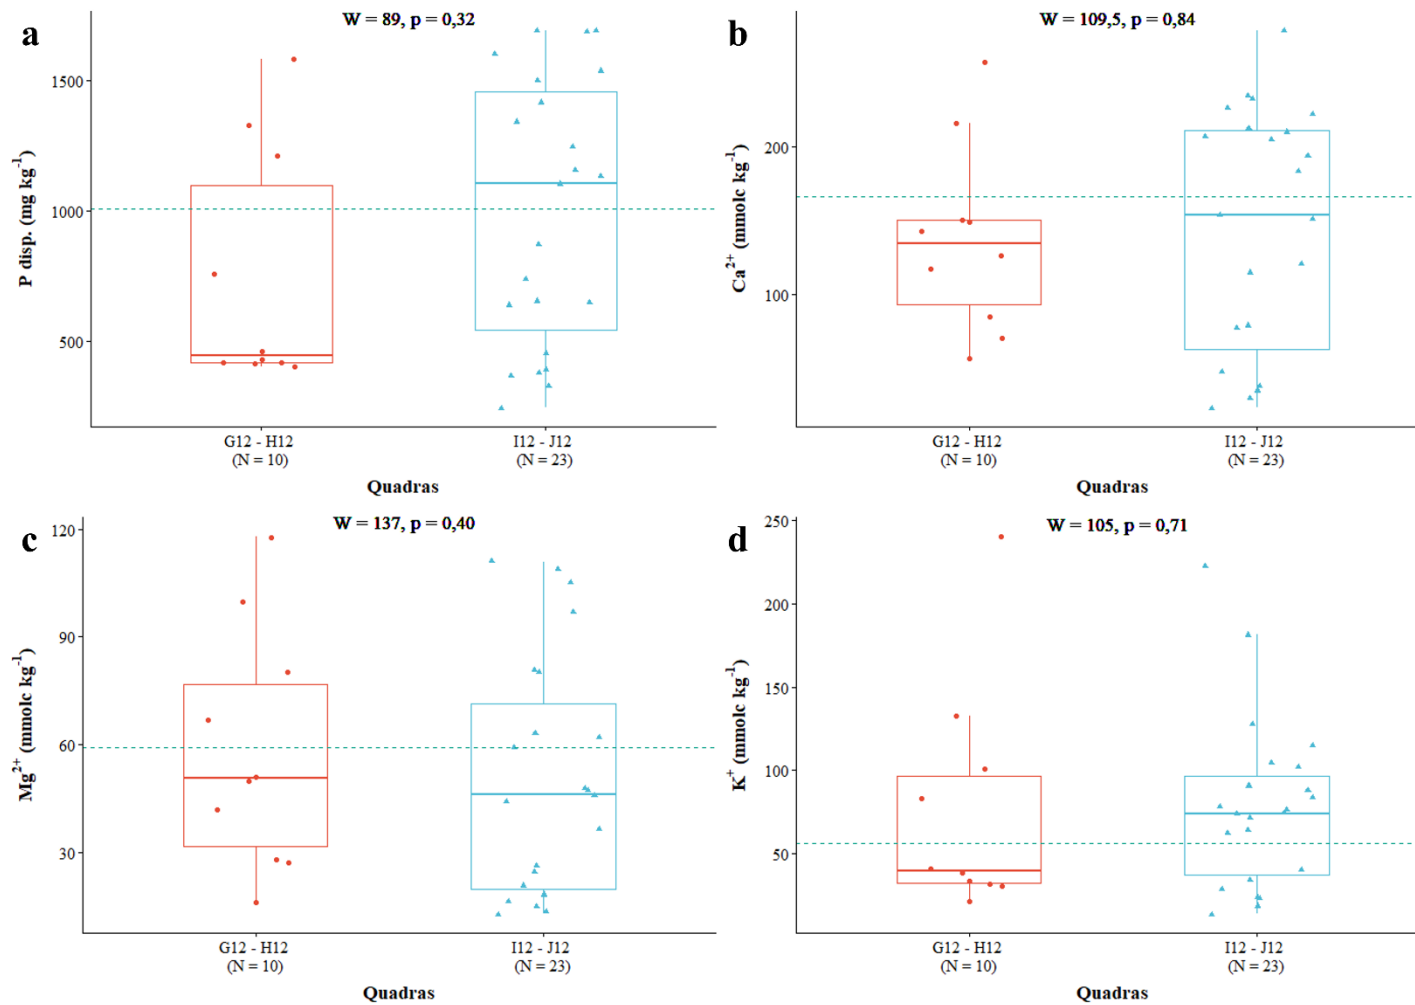 a
W = 89, p = 0,32
P disp. (mg kg⁻¹)
1500
1000
500
G12 - H12
(N = 10)
I12 - J12
(N = 23)
Quadras
b
W = 109,5, p = 0,84
Ca²⁺ (mmolc kg⁻¹)
200
100
G12 - H12
(N = 10)
I12 - J12
(N = 23)
Quadras
c
W = 137, p = 0,40
Mg²⁺ (mmolc kg⁻¹)
120
90
60
30
G12 - H12
(N = 10)
I12 - J12
(N = 23)
Quadras
d
W = 105, p = 0,71
K⁺ (mmolc kg⁻¹)
250
200
150
100
50
G12 - H12
(N = 10)
I12 - J12
(N = 23)
Quadras